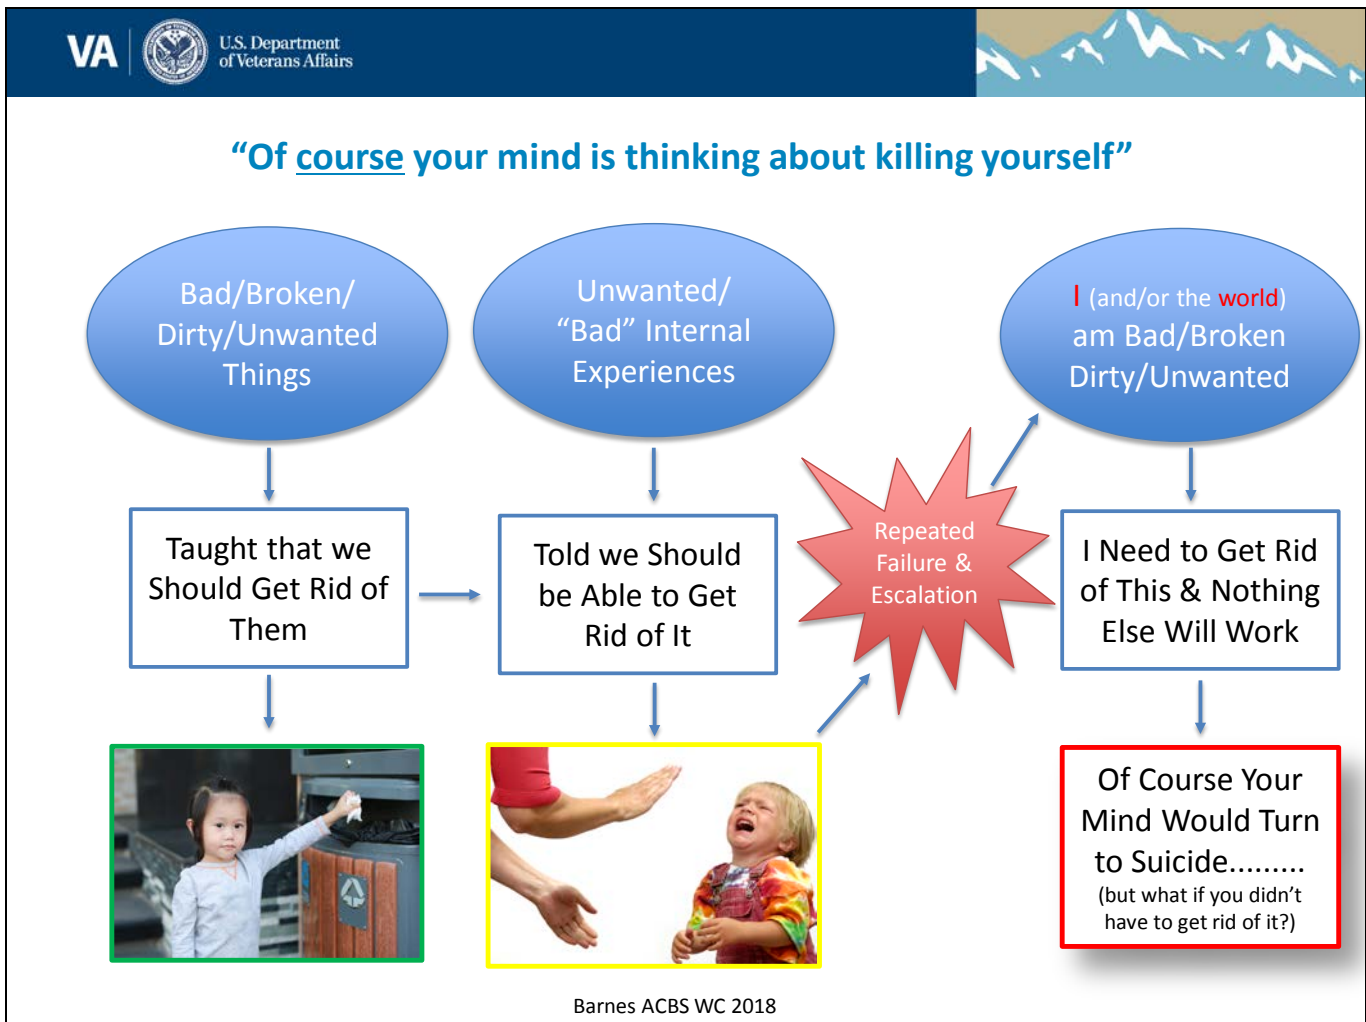 VA
U.S. Department
of Veterans Affairs
“Of course your mind is thinking about killing yourself”
Bad/Broken/
Dirty/Unwanted
Things
Unwanted/
“Bad” Internal
Experiences
I (and/or the world)
am Bad/Broken
Dirty/Unwanted
Taught that we
Should Get Rid of
Them
Told we Should
be Able to Get
Rid of It
Repeated
Failure &
Escalation
I Need to Get Rid
of This & Nothing
Else Will Work
Of Course Your
Mind Would Turn
to Suicide.........
(but what if you didn’t
have to get rid of it?)
Barnes ACBS WC 2018